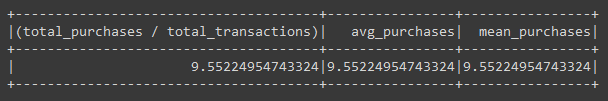 +--------------------------------------+----------------+----------------+
|(total_purchases / total_transactions)|   avg_purchases|  mean_purchases|
+--------------------------------------+----------------+----------------+
|                      9.55224954743324|9.55224954743324|9.55224954743324|
+--------------------------------------+----------------+----------------+